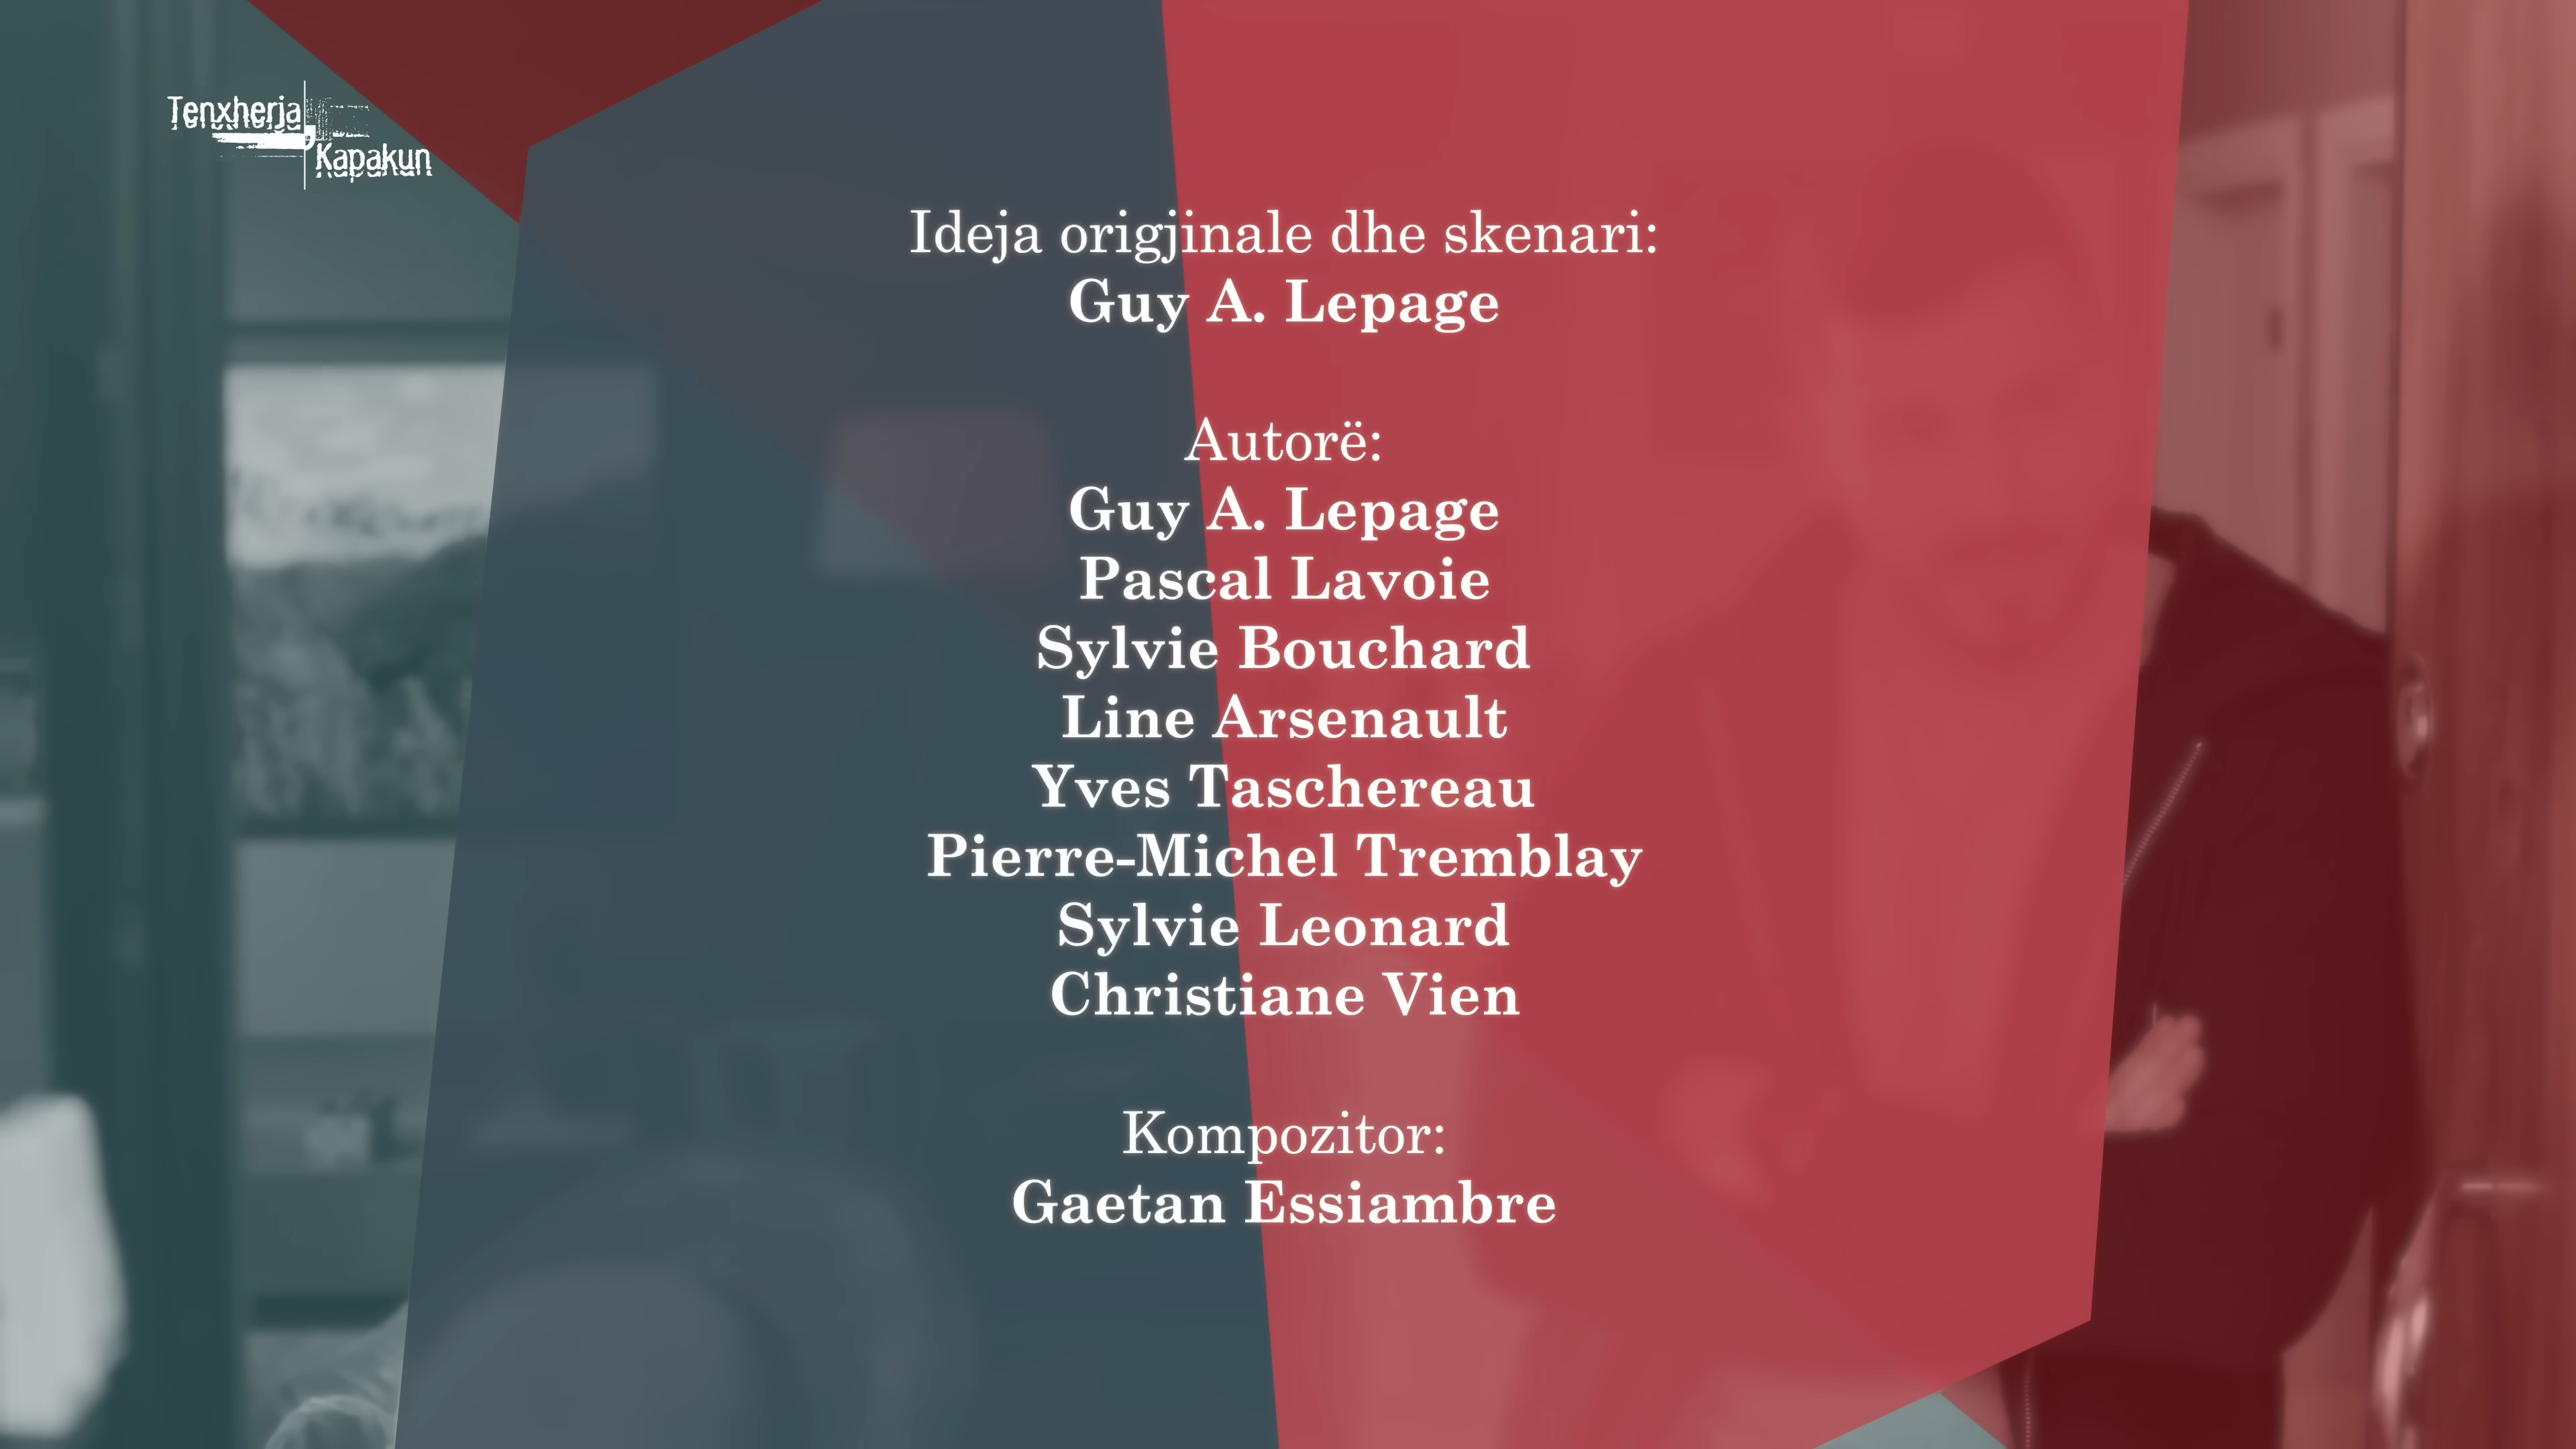 Tenxherja
Kapakun
Ideja origjinale dhe skenari:
Guy A. Lepage
Autorë:
Guy A. Lepage
Pascal Lavoie
Sylvie Bouchard
Line Arsenault
Yves Taschereau
Pierre-Michel Tremblay
Sylvie Leonard
Christiane Vien
Kompozitor:
Gaetan Essiambre